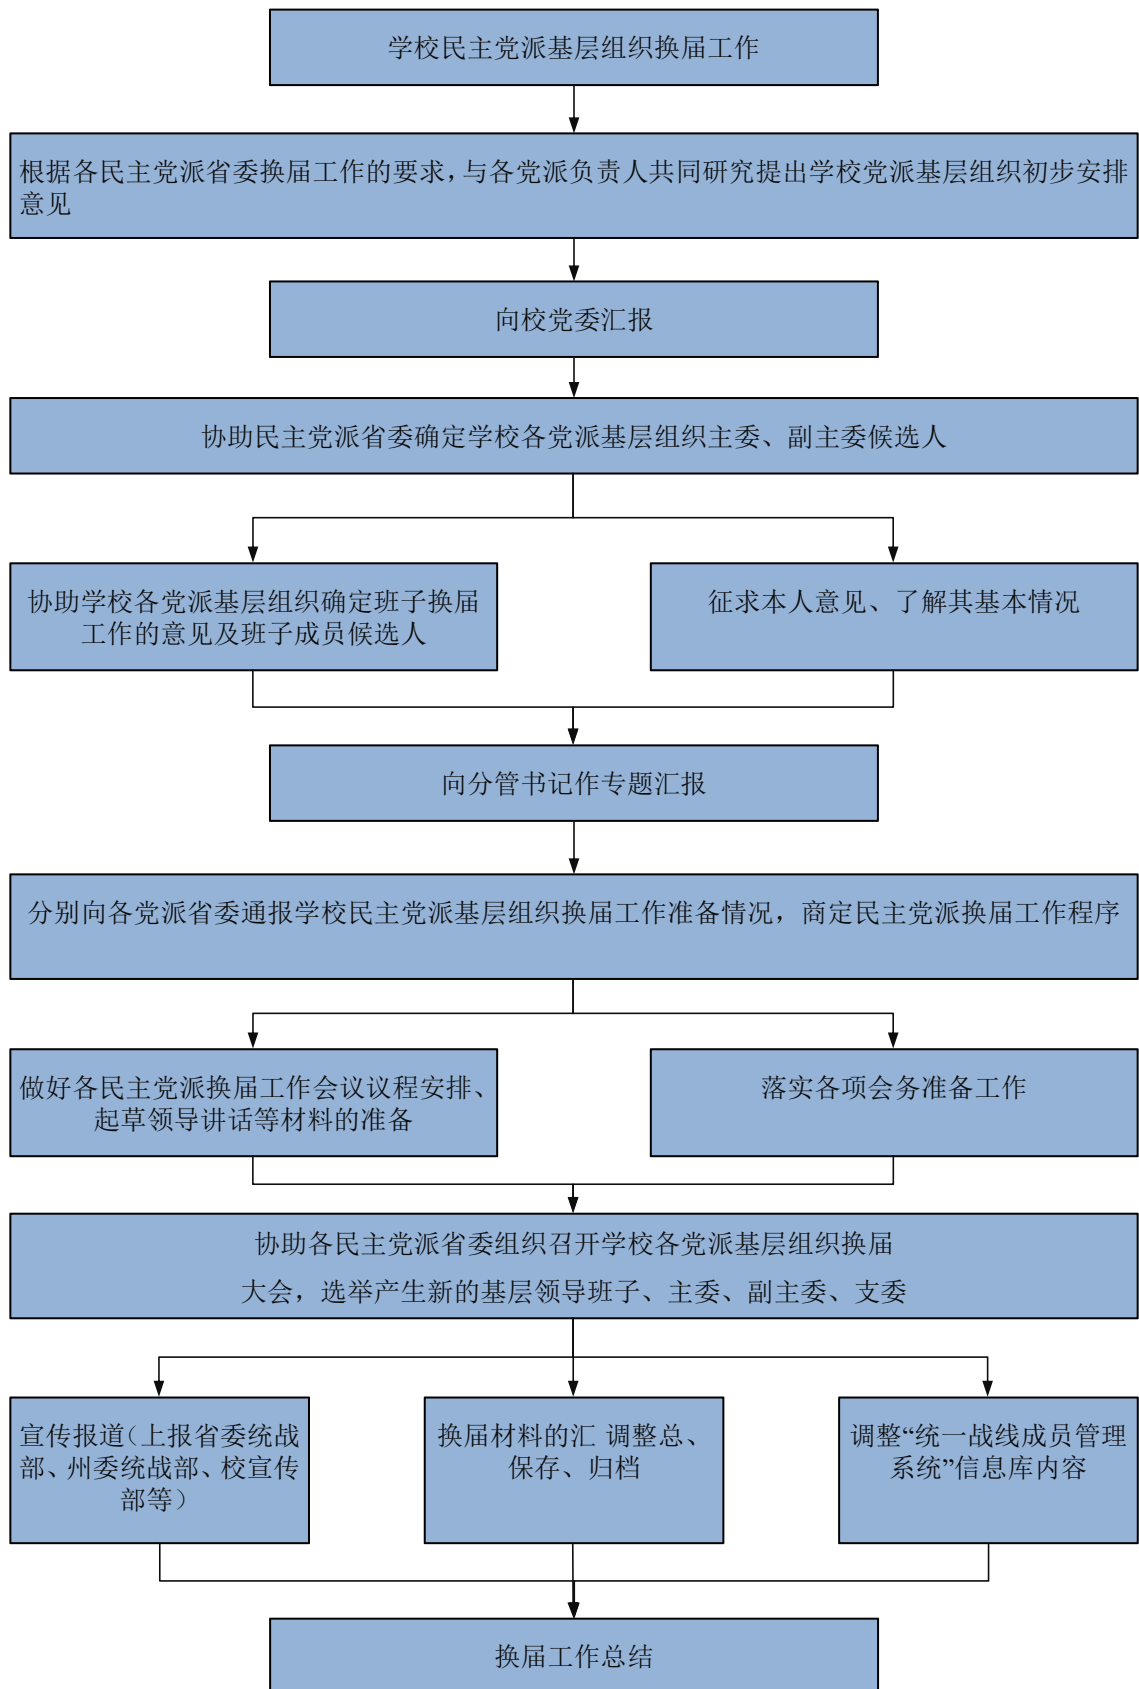 学校民主党派基层组织换届工作
根据各民主党派省委换届工作的要求，与各党派负责人共同研究提出学校党派基层组织初步安排
意见
向校党委汇报
协助民主党派省委确定学校各党派基层组织主委、副主委候选人
协助学校各党派基层组织确定班子换届
工作的意见及班子成员候选人
征求本人意见、了解其基本情况
向分管书记作专题汇报
分别向各党派省委通报学校民主党派基层组织换届工作准备情况，商定民主党派换届工作程序
做好各民主党派换届工作会议议程安排、
起草领导讲话等材料的准备
落实各项会务准备工作
协助各民主党派省委组织召开学校各党派基层组织换届
大会，选举产生新的基层领导班子、主委、副主委、支委
宣传报道（上报省委统战
部、州委统战部、校宣传
部等）
换届材料的汇 调整总、
保存、归档
调整“统一战线成员管理
系统”信息库内容
换届工作总结